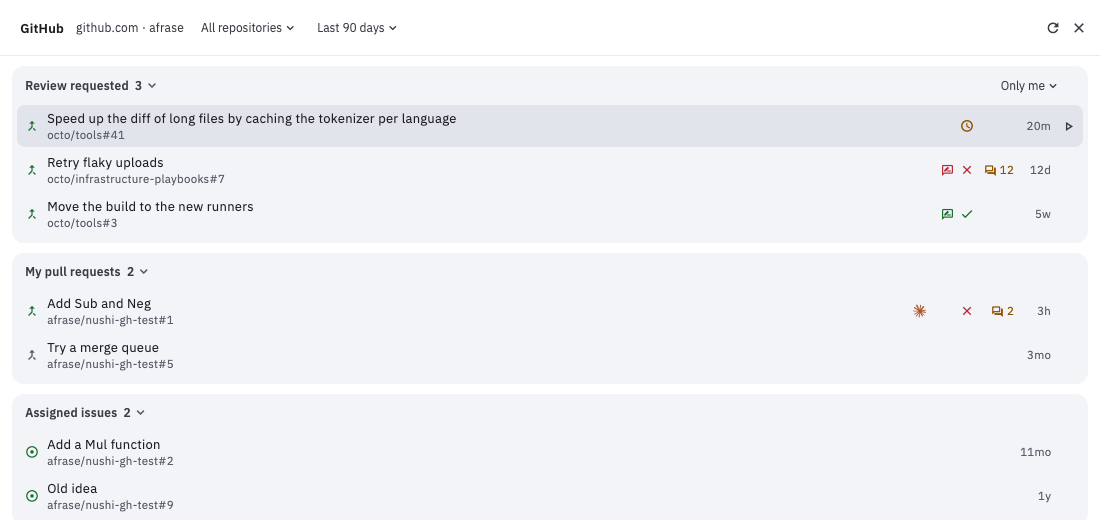 GitHub github.com · afrase All repositories Last 90 days
Review requested 3 Only me
Speed up the diff of long files by caching the tokenizer per language
octo/tools#41
20m
Retry flaky uploads
octo/infrastructure-playbooks#7
12 12d
Move the build to the new runners
octo/tools#3
5w
My pull requests 2
Add Sub and Neg
afrase/nushi-gh-test#1
2 3h
Try a merge queue
afrase/nushi-gh-test#5
3mo
Assigned issues 2
Add a Mul function
afrase/nushi-gh-test#2
11mo
Old idea
afrase/nushi-gh-test#9
1y